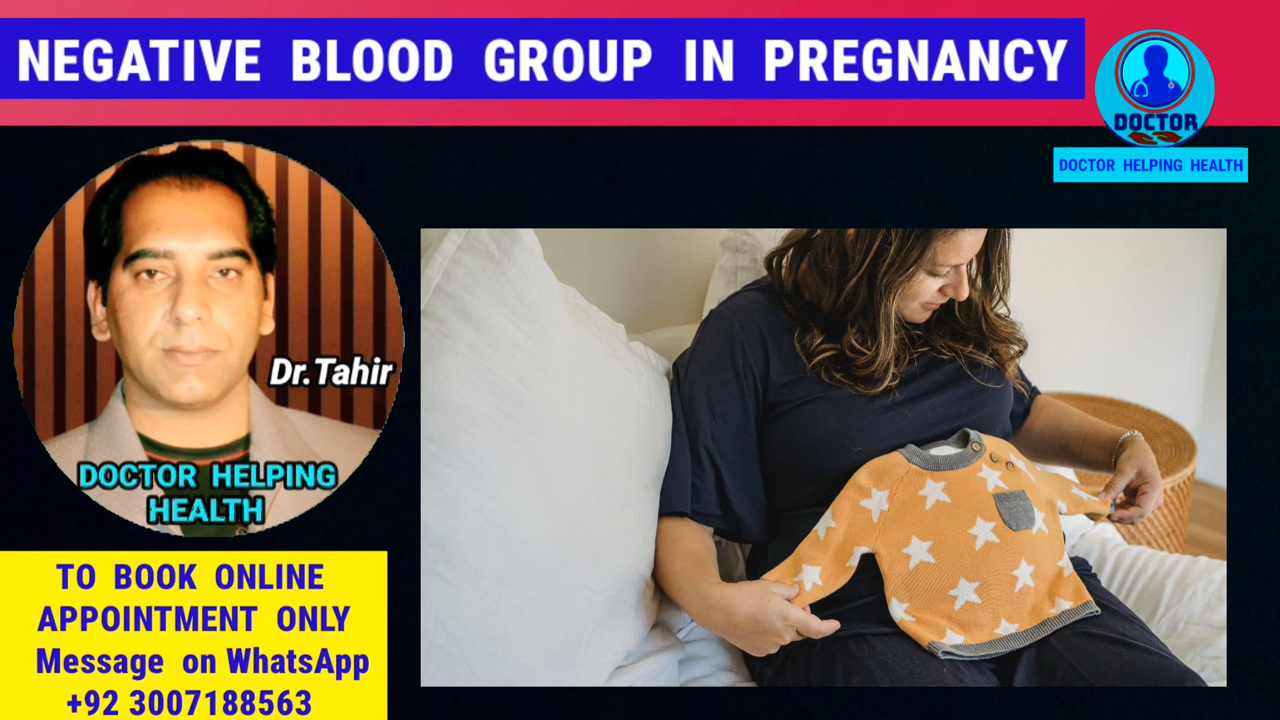 NEGATIVE BLOOD GROUP IN PREGNANCY
DOCTOR
DOCTOR HELPING HEALTH
Dr.Tahir
DOCTOR HELPING
HEALTH
TO BOOK ONLINE
APPOINTMENT ONLY
Message on WhatsApp
+92 3007188563